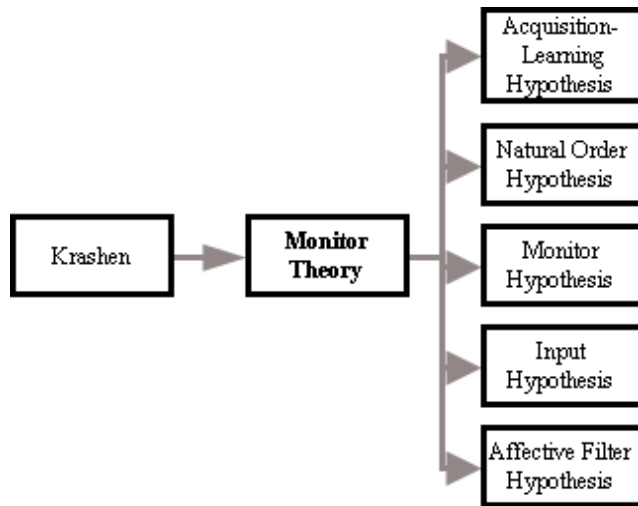 Krashen
Monitor
Theory
Acquisition-
Learning
Hypothesis
Natural Order
Hypothesis
Monitor
Hypothesis
Input
Hypothesis
Affective Filter
Hypothesis